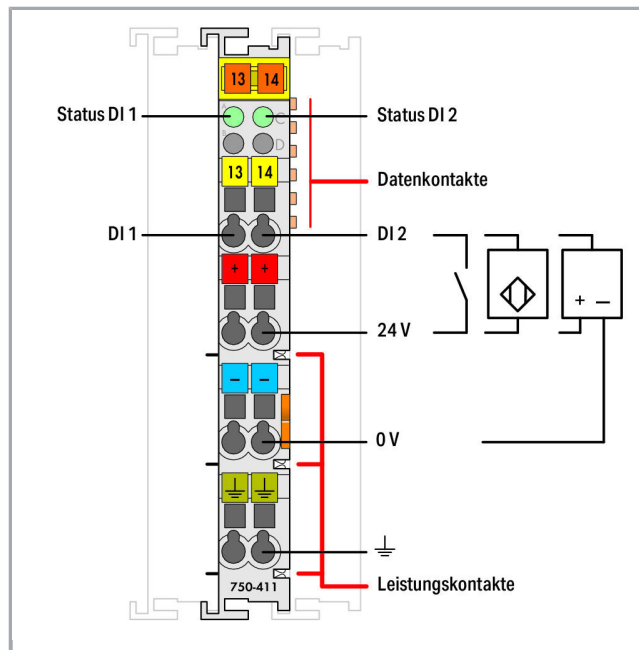 13 14
Status DI 1
A
C
Status DI 2
B
D
13 14
Datenkontakte
DI 1
DI 2
+ +
+ −
24 V
− −
0 V
750-411
Leistungskontakte